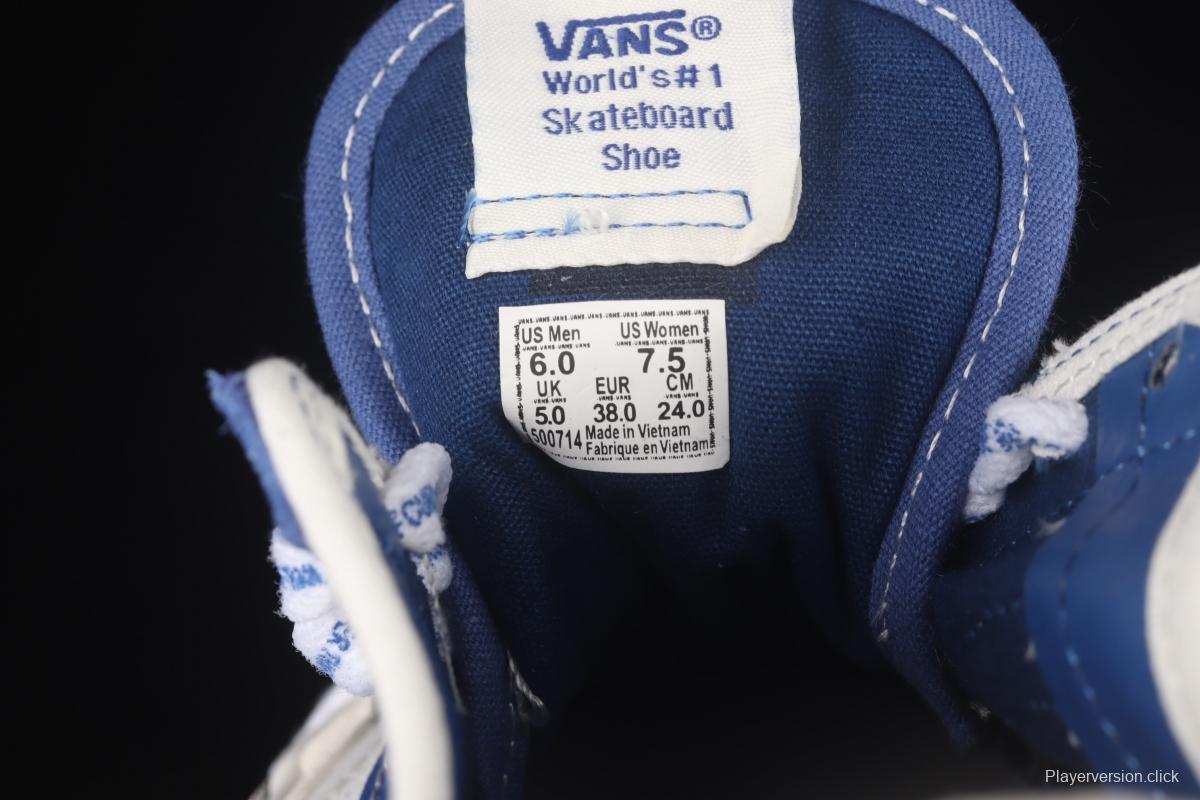 VANS®
World's#1
Skateboard
Shoe
US Men US Women
6.0 7.5
UK EUR CM
5.0 38.0 24.0
500714 Made in Vietnam
Fabrique en Vietnam
Playerversion.click